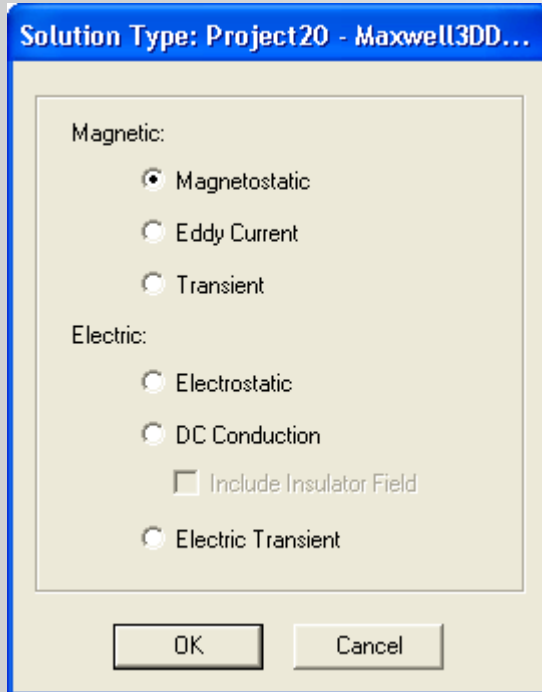 Solution Type: Project20 - Maxwell3DD...
Magnetic:
Magnetostatic
Eddy Current
Transient
Electric:
Electrostatic
DC Conduction
Include Insulator Field
Electric Transient
OK
Cancel